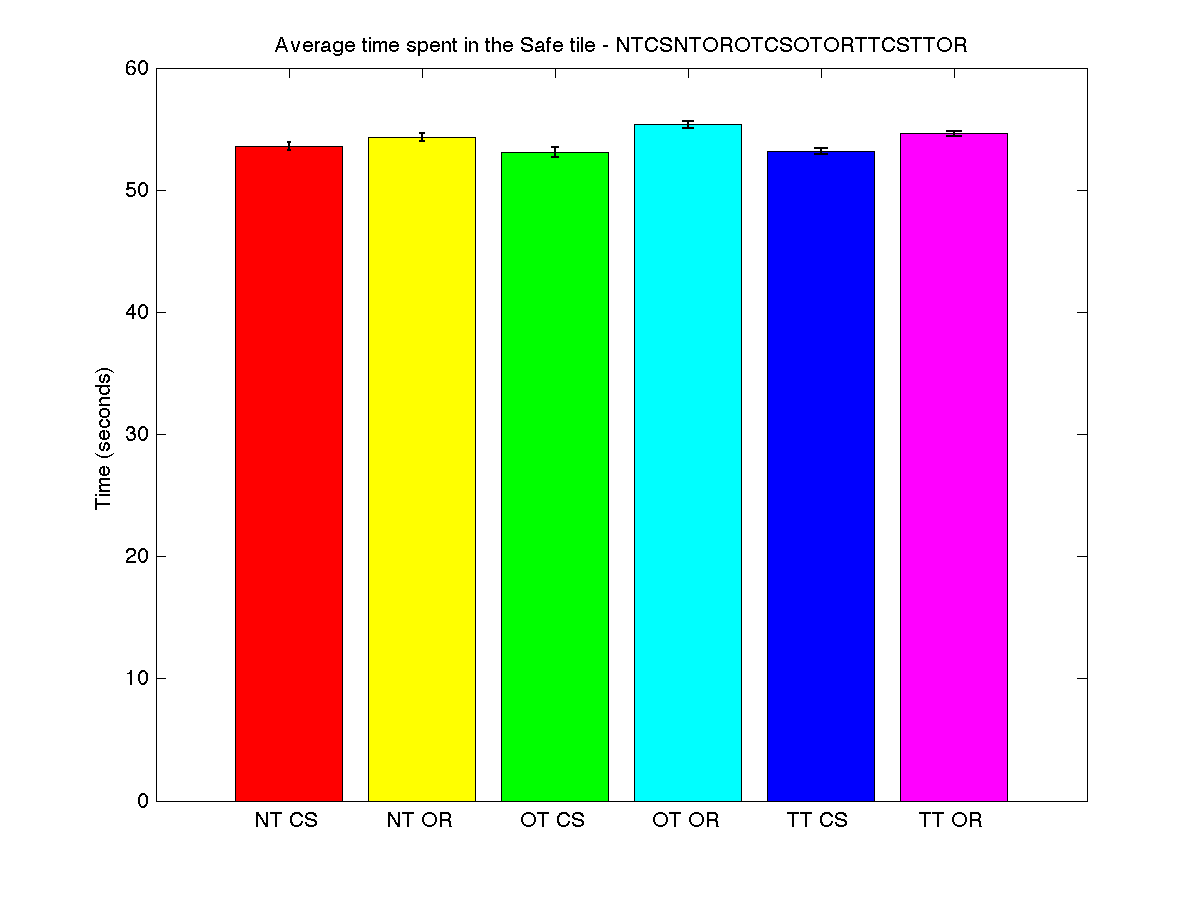 Average time spent in the Safe tile - NTCSNTOROTCSOTORTTCSTTOR
60
50
40
30
20
10
0
Time (seconds)
NT CS NT OR OT CS OT OR TT CS TT OR